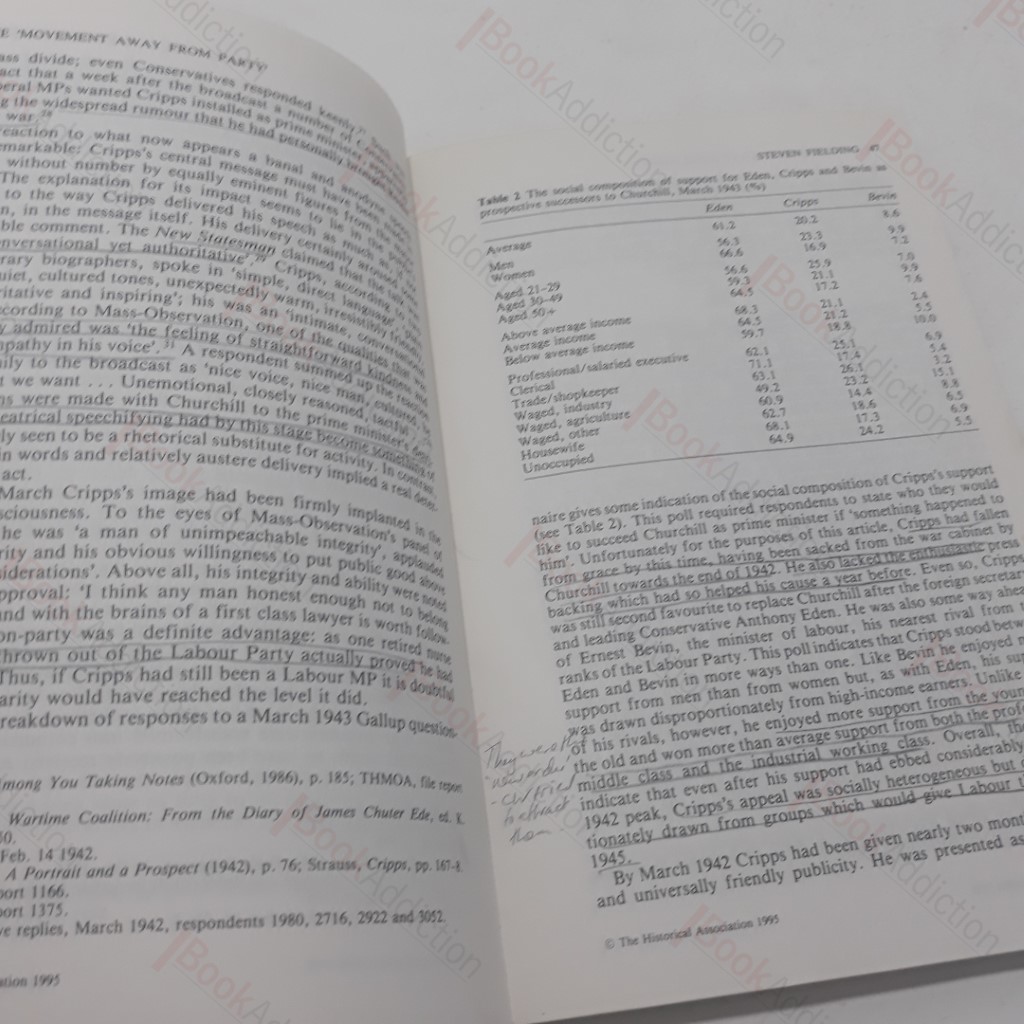 E 'MOVEMENT AWAY FROM PARTY'
ass divide; even Conservatives responded keenly.
act that a week after the broadcast a number of
eral MPs wanted Cripps installed as prime minister,
g the widespread rumour that he had personally
war.
eaction to what now appears a banal and
emarkable: Cripps's central message must have been
without number by equally eminent figures from
The explanation for its impact seems to lie in the
to the way Cripps delivered his speech as much as
n, in the message itself. His delivery certainly aroused
ble comment. The New Statesman claimed that
nversational yet authoritative'. Cripps, according to
rary biographers, spoke in 'simple, direct language
uiet, cultured tones, unexpectedly warm, irresistibly friendly,
ritative and inspiring'; his was an 'intimate,
cording to Mass-Observation, one of the qualities
y admired was 'the feeling of straightforward kindness and
pathy in his voice'.31 A respondent summed up the reaction
ily to the broadcast as 'nice voice, nice man, cultured,
t we want ... Unemotional, closely reasoned, tactful
ns were made with Churchill to the prime minister's
eatrical speechifying had by this stage become something of
ly seen to be a rhetorical substitute for activity. In contrast
in words and relatively austere delivery implied a real
act.
March Cripps's image had been firmly implanted in the
sciousness. To the eyes of Mass-Observation's panel of
he was 'a man of unimpeachable integrity', applauded
rity and his obvious willingness to put public good above
siderations'. Above all, his integrity and ability were noted
pproval: 'I think any man honest enough not to belong
and with the brains of a first class lawyer is worth follow-
on-party was a definite advantage: as one retired nurse
thrown out of the Labour Party actually proved he had
Thus, if Cripps had still been a Labour MP it is doubtful
arity would have reached the level it did.
reakdown of responses to a March 1943 Gallup question-
mong You Taking Notes (Oxford, 1986), p. 185; THMOA, file report
Wartime Coalition: From the Diary of James Chuter Ede, ed. K.
Feb. 14 1942.
A Portrait and a Prospect (1942), p. 76; Strauss, Cripps, pp. 167-8.
port 1166.
port 1375.
ve replies, March 1942, respondents 1980, 2716, 2922 and 3052.
ation 1995
STEVEN FIELDING 47
Table 2 The social composition of support for Eden, Cripps and Bevin as
prospective successors to Churchill, March 1943 (%)
Eden Cripps Bevin
Average 61.2 20.2 8.6
Men 56.3 23.3 9.9
Women 66.6 16.9 7.2
Aged 21-29 56.6 25.9 7.0
Aged 30-49 59.3 21.1 9.9
Aged 50+ 64.5 17.2 7.6
Above average income 68.3 21.1 2.4
Average income 64.5 21.2 5.5
Below average income 59.7 18.8 10.0
Professional/salaried executive 62.1 25.1 6.9
Clerical 71.1 17.4 5.4
Trade/shopkeeper 63.1 26.1 3.2
Waged, industry 49.2 23.2 15.1
Waged, agriculture 60.9 14.4 8.8
Waged, other 62.7 18.6 6.5
Housewife 68.1 17.3 6.9
Unoccupied 64.9 24.2 5.5
naire gives some indication of the social composition of Cripps's support
(see Table 2). This poll required respondents to state who they would
like to succeed Churchill as prime minister if 'something happened to
him'. Unfortunately for the purposes of this article, Cripps had fallen
from grace by this time, having been sacked from the war cabinet by
Churchill towards the end of 1942. He also lacked the enthusiastic press
backing which had so helped his cause a year before. Even so, Cripps
was still second favourite to replace Churchill after the foreign secretary
and leading Conservative Anthony Eden. He was also some way ahea
of Ernest Bevin, the minister of labour, his nearest rival from t
ranks of the Labour Party. This poll indicates that Cripps stood betw
Eden and Bevin in more ways than one. Like Bevin he enjoyed
support from men than from women but, as with Eden, his sup
was drawn disproportionately from high-income earners. Unlike
of his rivals, however, he enjoyed more support from the youn
the old and won more than average support from both the profe
middle class and the industrial working class. Overall, the
indicate that even after his support had ebbed considerably
1942 peak, Cripps's appeal was socially heterogeneous but
tionately drawn from groups which would give Labour
1945.
By March 1942 Cripps had been given nearly two mont
and universally friendly publicity. He was presented as
© The Historical Association 1995
BookAddiction